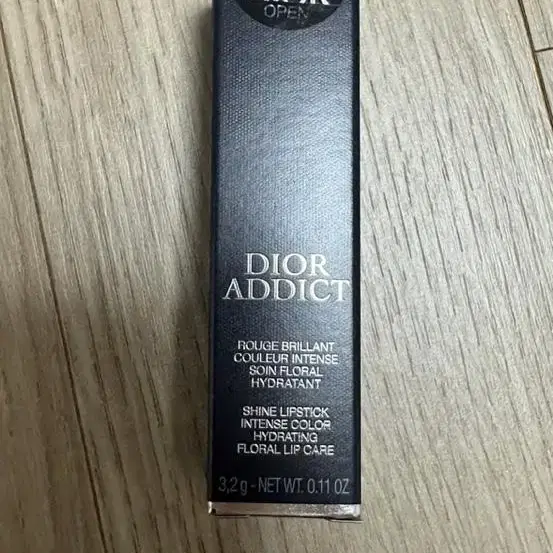 OPEN
DIOR
ADDICT
ROUGE BRILLANT
COULEUR INTENSE
SOIN FLORAL
HYDRATANT
SHINE LIPSTICK
INTENSE COLOR
HYDRATING
FLORAL LIP CARE
3,2 g - NET WT. 0.11 OZ